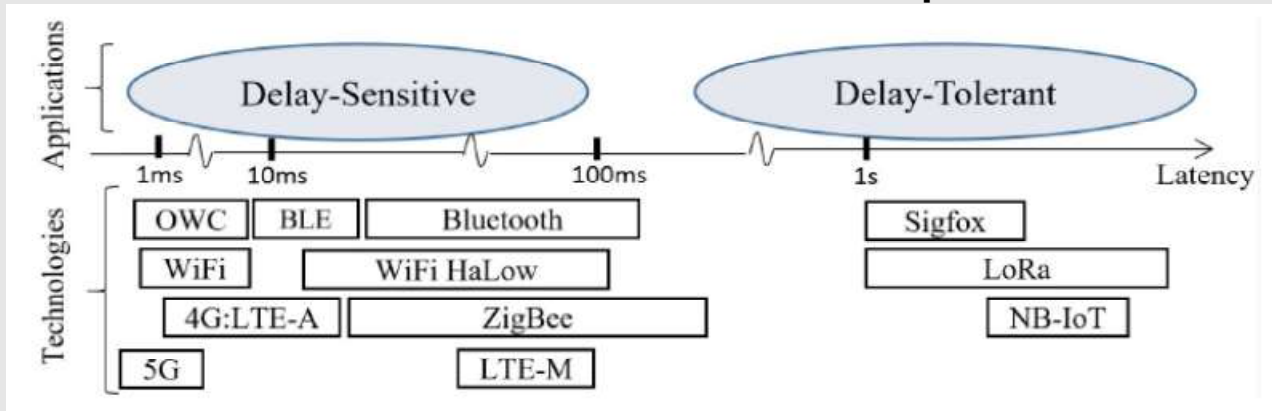 Applications
Delay-Sensitive
Delay-Tolerant
1ms
10ms
100ms
1s
Latency
Technologies
OWC
BLE
Bluetooth
Sigfox
WiFi
WiFi HaLow
LoRa
4G:LTE-A
ZigBee
NB-IoT
5G
LTE-M